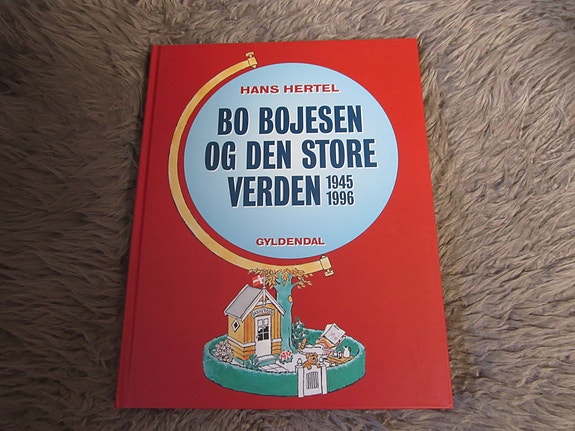 HANS HERTEL
BO BOJESEN
OG DEN STORE
VERDEN 1945
1996
GYLDENDAL